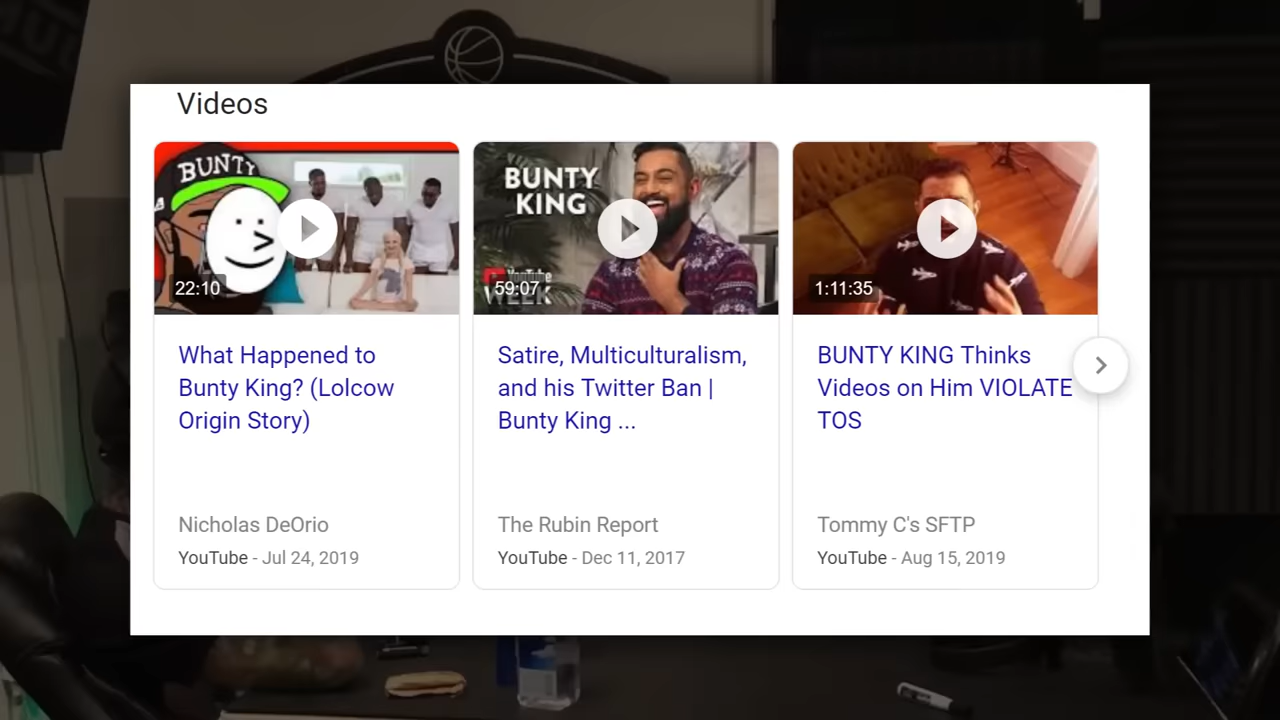 Videos
BUNTY
22:10
BUNTY
KING
YouTube
WEEK
59:07
1:11:35
What Happened to
Bunty King? (Lolcow
Origin Story)
Satire, Multiculturalism,
and his Twitter Ban |
Bunty King ...
BUNTY KING Thinks
Videos on Him VIOLATE
TOS
Nicholas DeOrio
YouTube - Jul 24, 2019
The Rubin Report
YouTube - Dec 11, 2017
Tommy C's SFTP
YouTube - Aug 15, 2019